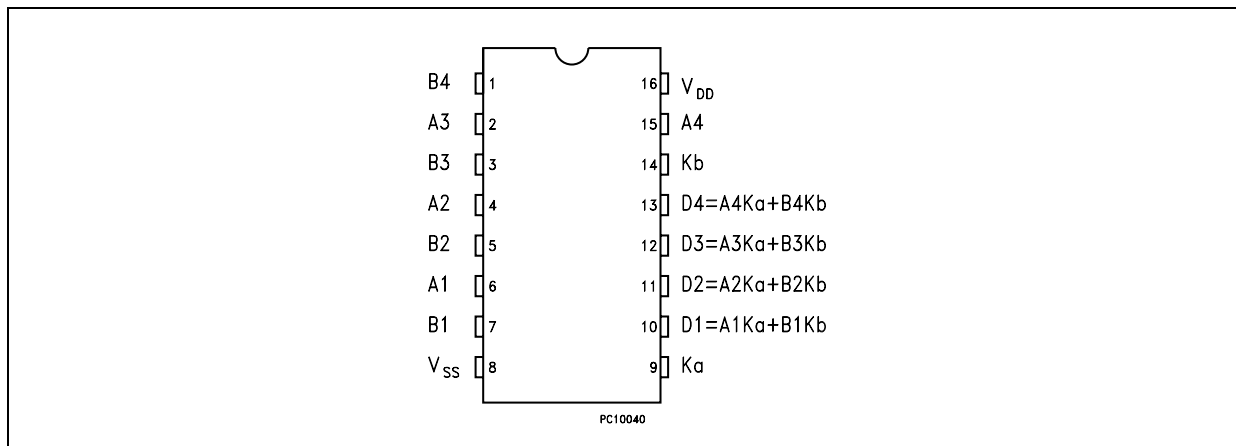 B4 1 16 V_DD
A3 2 15 A4
B3 3 14 Kb
A2 4 13 D4=A4Ka+B4Kb
B2 5 12 D3=A3Ka+B3Kb
A1 6 11 D2=A2Ka+B2Kb
B1 7 10 D1=A1Ka+B1Kb
V_SS 8 9 Ka
PC10040